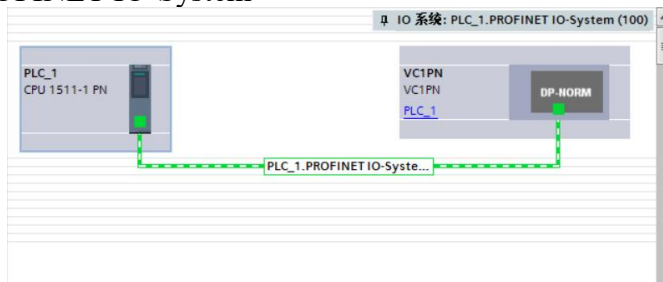 IO 系统: PLC_1.PROFINET IO-System (100)
PLC_1
CPU 1511-1 PN
VC1PN
VC1PN
PLC_1
DP-NORM
PLC_1.PROFINET IO-Syste...